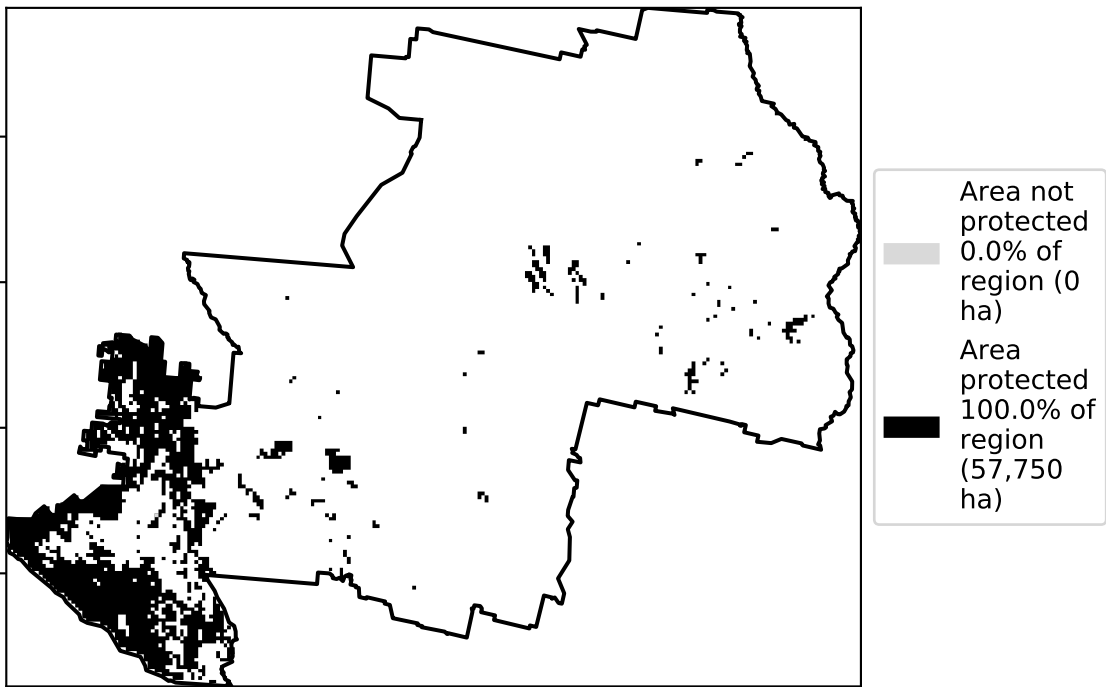 Area not
protected
0.0% of
region (0
ha)
Area
protected
100.0% of
region
(57,750
ha)